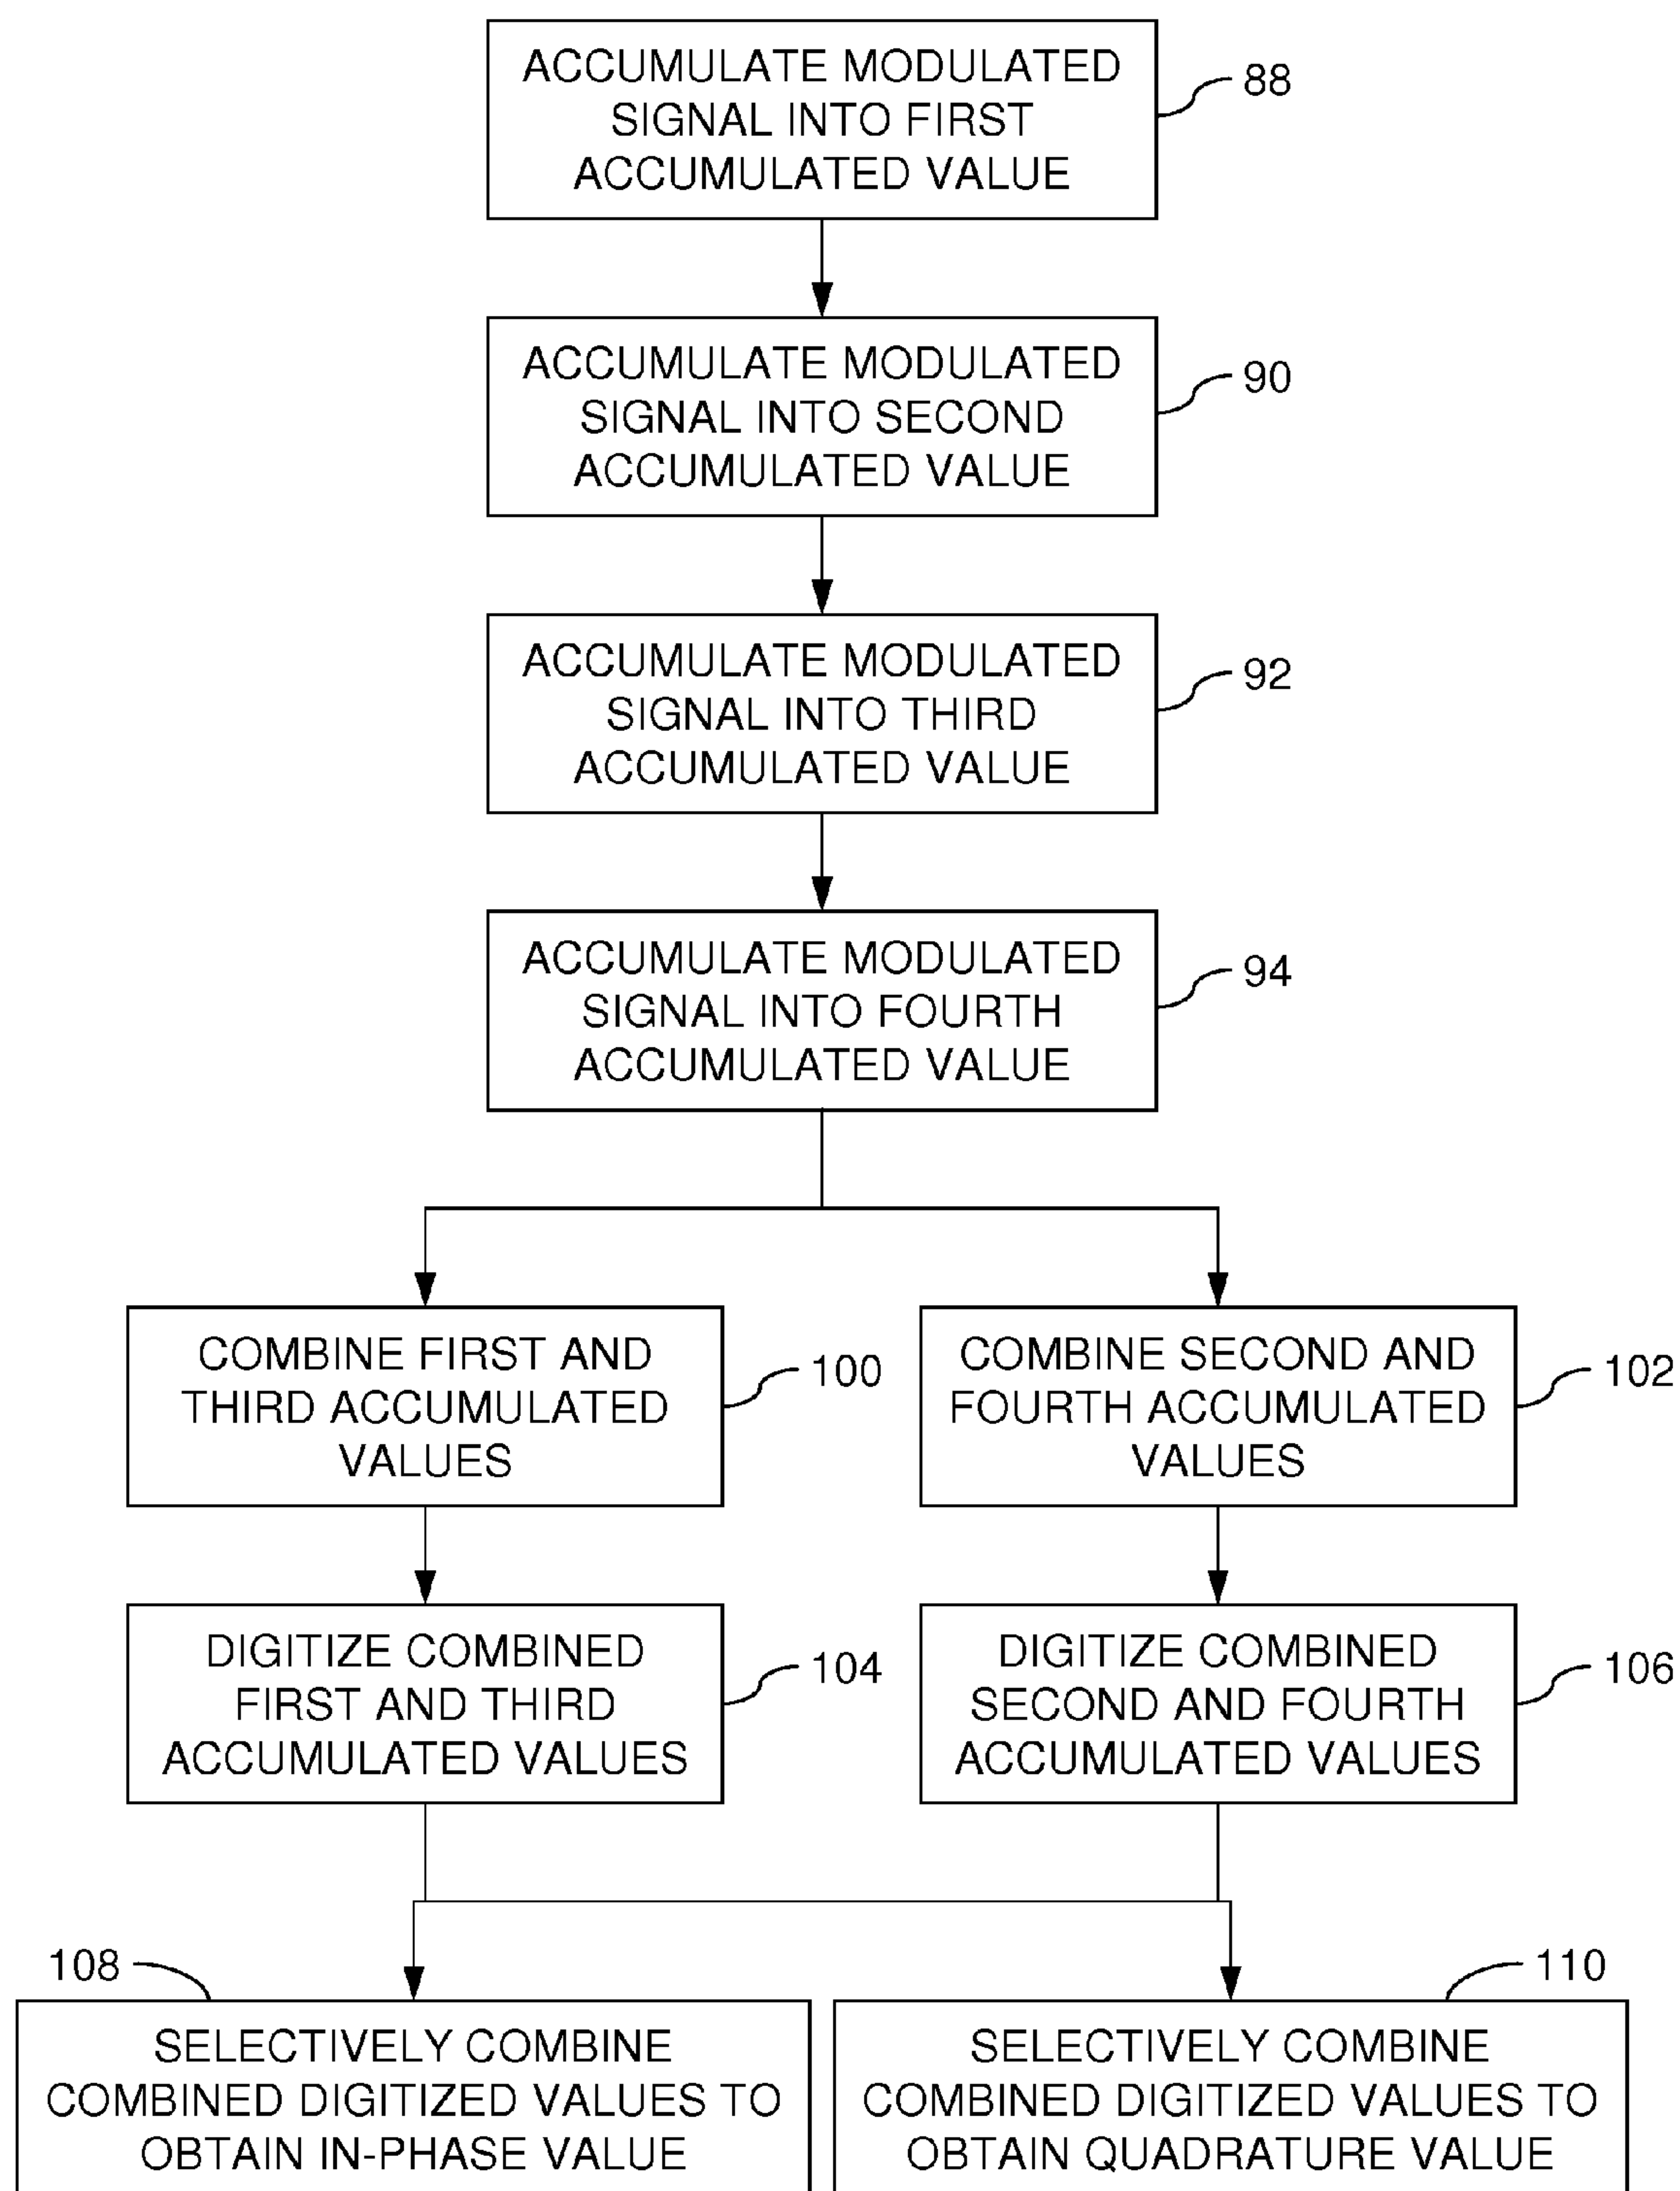 ACCUMULATE MODULATED
SIGNAL INTO FIRST
ACCUMULATED VALUE
88
ACCUMULATE MODULATED
SIGNAL INTO SECOND
ACCUMULATED VALUE
90
ACCUMULATE MODULATED
SIGNAL INTO THIRD
ACCUMULATED VALUE
92
ACCUMULATE MODULATED
SIGNAL INTO FOURTH
ACCUMULATED VALUE
94
COMBINE FIRST AND
THIRD ACCUMULATED
VALUES
100
COMBINE SECOND AND
FOURTH ACCUMULATED
VALUES
102
DIGITIZE COMBINED
FIRST AND THIRD
ACCUMULATED VALUES
104
DIGITIZE COMBINED
SECOND AND FOURTH
ACCUMULATED VALUES
106
108
SELECTIVELY COMBINE
COMBINED DIGITIZED VALUES TO
OBTAIN IN-PHASE VALUE
110
SELECTIVELY COMBINE
COMBINED DIGITIZED VALUES TO
OBTAIN QUADRATURE VALUE